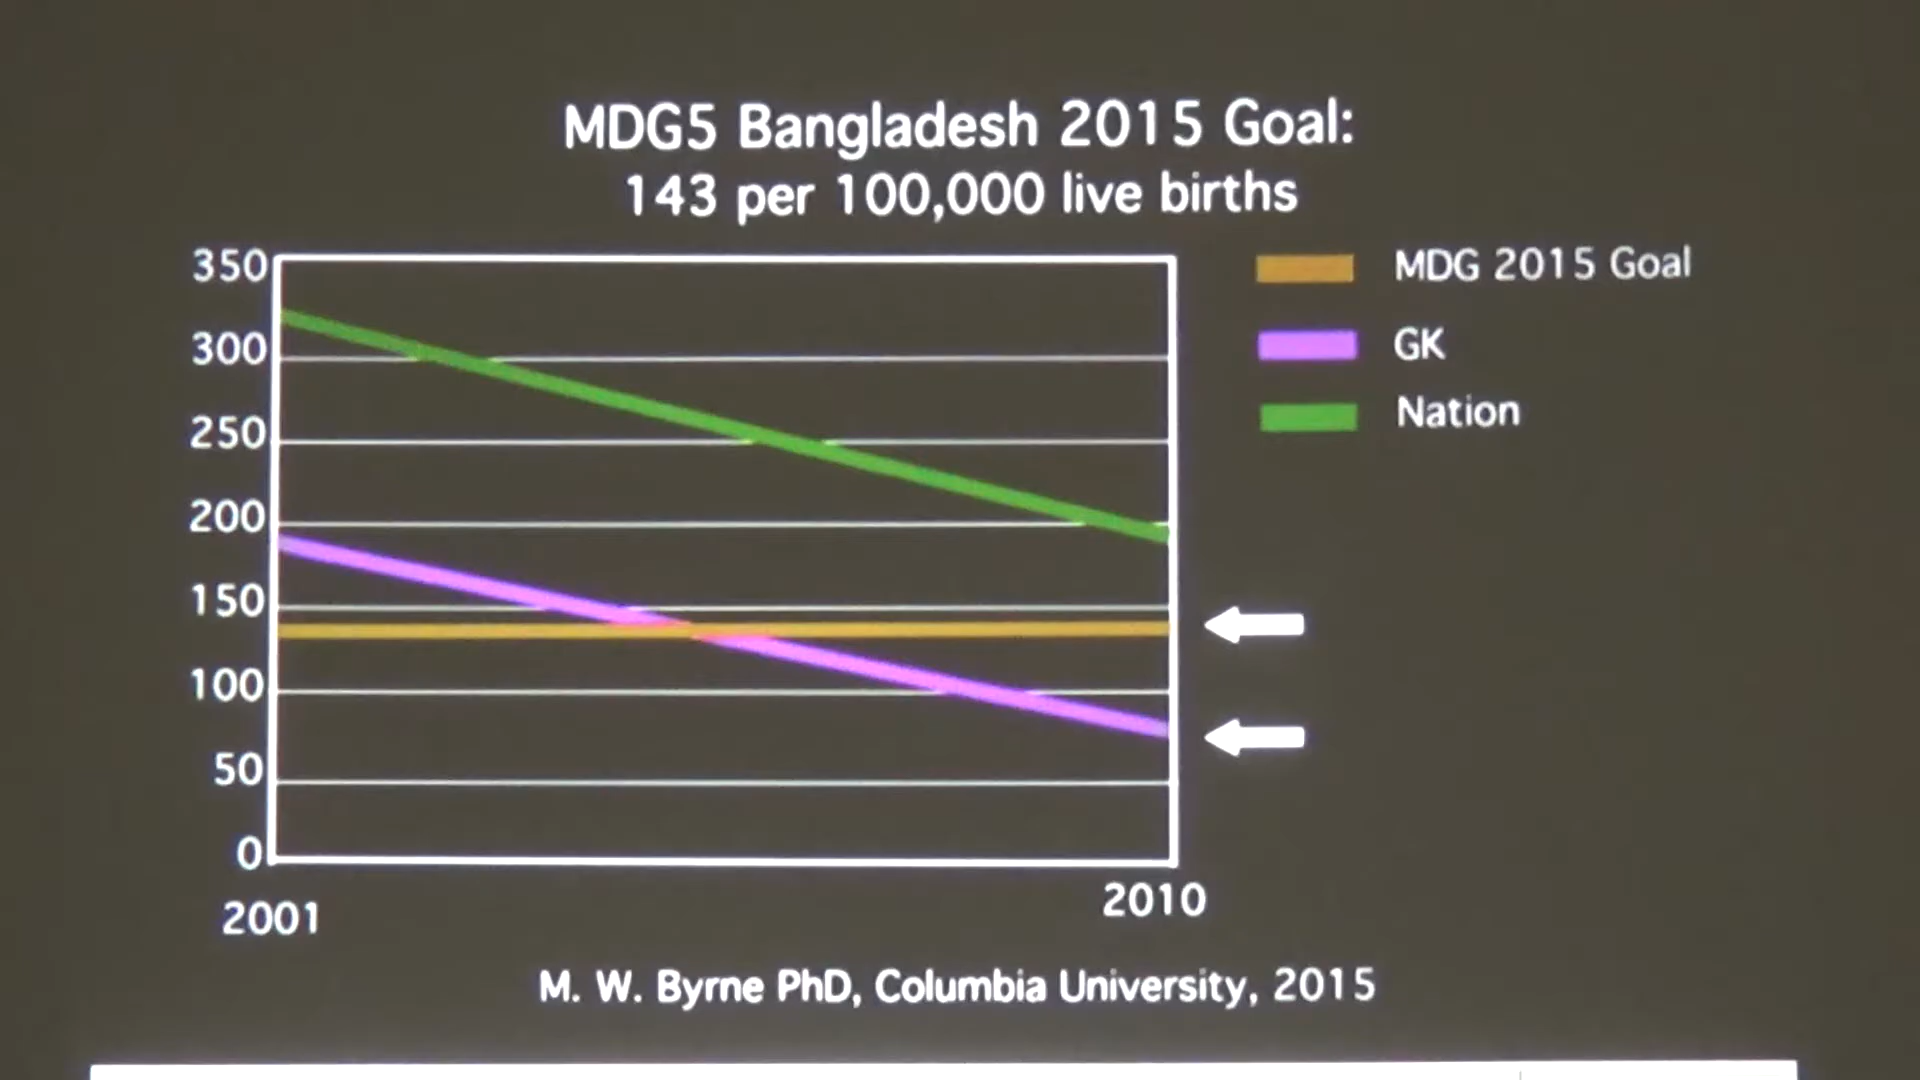 MDG5 Bangladesh 2015 Goal:
143 per 100,000 live births
350
300
250
200
150
100
50
0
2001
2010
MDG 2015 Goal
GK
Nation
M. W. Byrne PhD, Columbia University, 2015